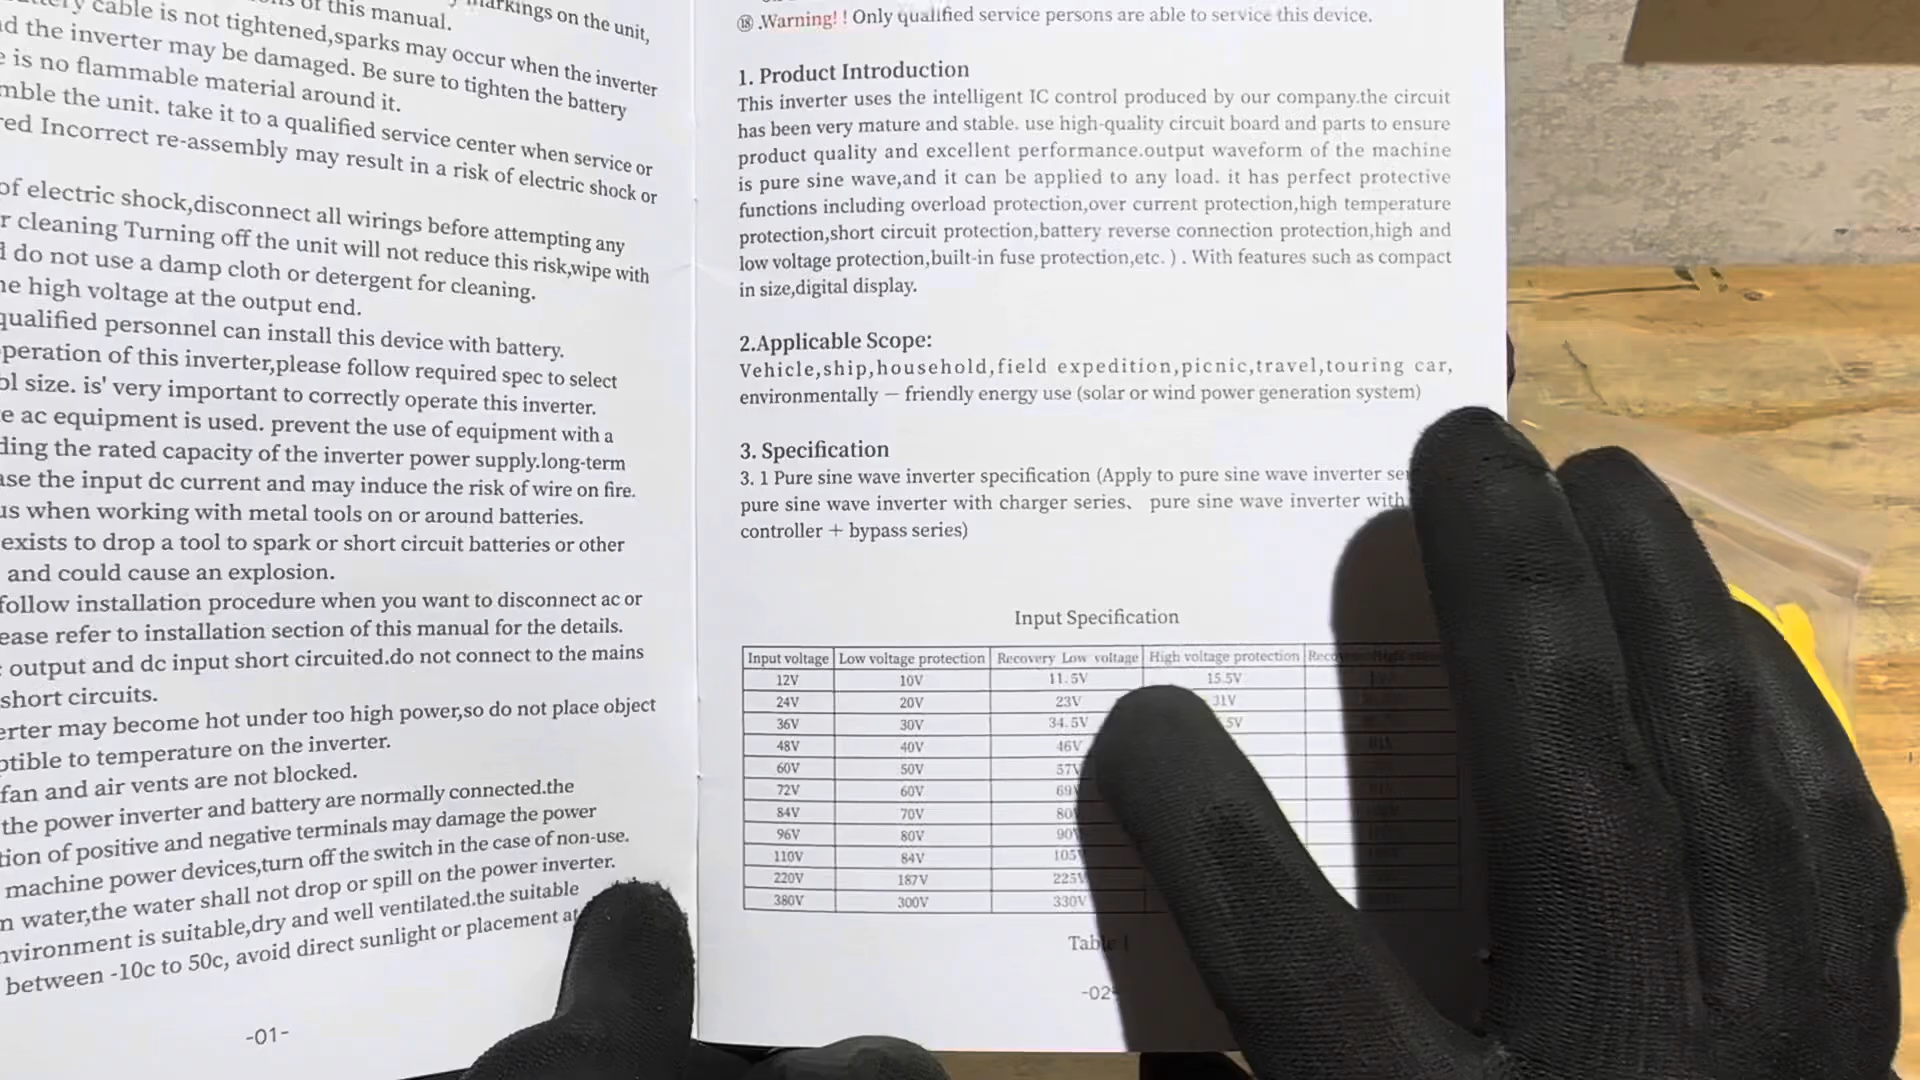 markings on the unit,
of this manual.
cable is not tightened,sparks may occur when the inverter
the inverter may be damaged. Be sure to tighten the battery
is no flammable material around it.
the unit. take it to a qualified service center when service or
Incorrect re-assembly may result in a risk of electric shock or
of electric shock,disconnect all wirings before attempting any
cleaning Turning off the unit will not reduce this risk,wipe with
do not use a damp cloth or detergent for cleaning.
high voltage at the output end.
qualified personnel can install this device with battery.
operation of this inverter,please follow required spec to select
size. is' very important to correctly operate this inverter.
ac equipment is used. prevent the use of equipment with a
the rated capacity of the inverter power supply.long-term
the input dc current and may induce the risk of wire on fire.
when working with metal tools on or around batteries.
exists to drop a tool to spark or short circuit batteries or other
and could cause an explosion.
follow installation procedure when you want to disconnect ac or
refer to installation section of this manual for the details.
output and dc input short circuited.do not connect to the mains
short circuits.
may become hot under too high power,so do not place object
to temperature on the inverter.
fan and air vents are not blocked.
the power inverter and battery are normally connected.the
of positive and negative terminals may damage the power
machine power devices,turn off the switch in the case of non-use.
water,the water shall not drop or spill on the power inverter.
environment is suitable,dry and well ventilated.the suitable
between -10c to 50c, avoid direct sunlight or placement at
-01-
⑱.Warning!! Only qualified service persons are able to service this device.
1. Product Introduction
This inverter uses the intelligent IC control produced by our company.the circuit
has been very mature and stable. use high-quality circuit board and parts to ensure
product quality and excellent performance.output waveform of the machine
is pure sine wave,and it can be applied to any load. it has perfect protective
functions including overload protection,over current protection,high temperature
protection,short circuit protection,battery reverse connection protection,high and
low voltage protection,built-in fuse protection,etc. ) . With features such as compact
in size,digital display.
2.Applicable Scope:
Vehicle,ship,household,field expedition,picnic,travel,touring car,
environmentally — friendly energy use (solar or wind power generation system)
3. Specification
3. 1 Pure sine wave inverter specification (Apply to pure sine wave inverter
pure sine wave inverter with charger series、 pure sine wave inverter with
controller + bypass series)
Input Specification
Input voltage Low voltage protection Recovery Low voltage High voltage protection
12V 10V 11.5V 15.5V
24V 20V 23V 31V
36V 30V 34.5V
48V 40V 46V
60V 50V 57V
72V 60V 69V
84V 70V 80
96V 80V 90
110V 84V 105
220V 187V 225V
380V 300V 330V
Table 1
-02-